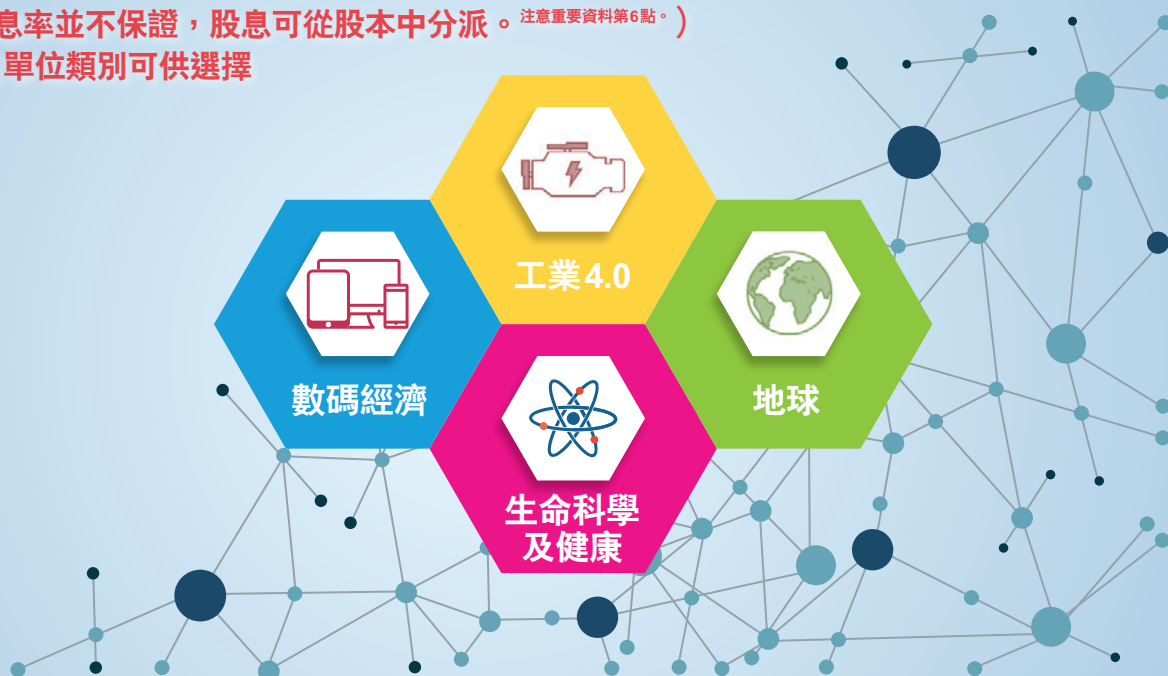 息率並不保證，股息可從股本中分派。注意重要資料第6點。）
單位類別可供選擇
工業4.0
數碼經濟
地球
生命科學
及健康